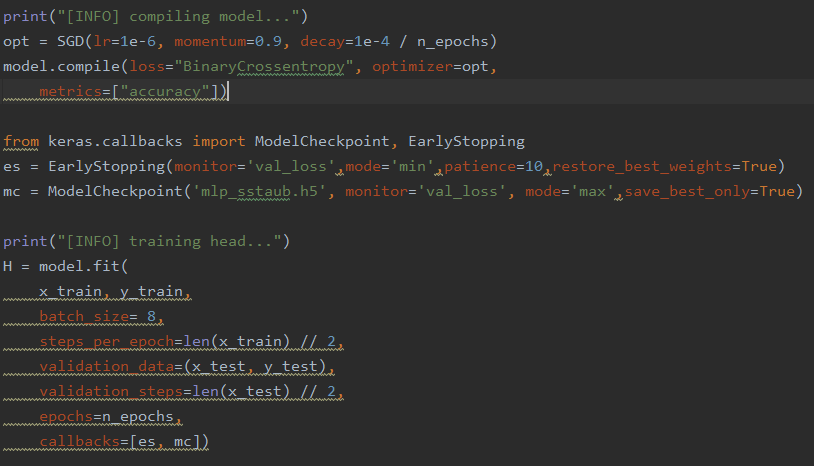 print("[INFO] compiling model...")
opt = SGD(lr=1e-6, momentum=0.9, decay=1e-4 / n_epochs)
model.compile(loss="BinaryCrossentropy", optimizer=opt,
    metrics=["accuracy"])
from keras.callbacks import ModelCheckpoint, EarlyStopping
es = EarlyStopping(monitor='val_loss',mode='min',patience=10,restore_best_weights=True)
mc = ModelCheckpoint('mlp_sstaub.h5', monitor='val_loss', mode='max',save_best_only=True)
print("[INFO] training head...")
H = model.fit(
    x_train, y_train,
    batch_size= 8,
    steps_per_epoch=len(x_train) // 2,
    validation_data=(x_test, y_test),
    validation_steps=len(x_test) // 2,
    epochs=n_epochs,
    callbacks=[es, mc])